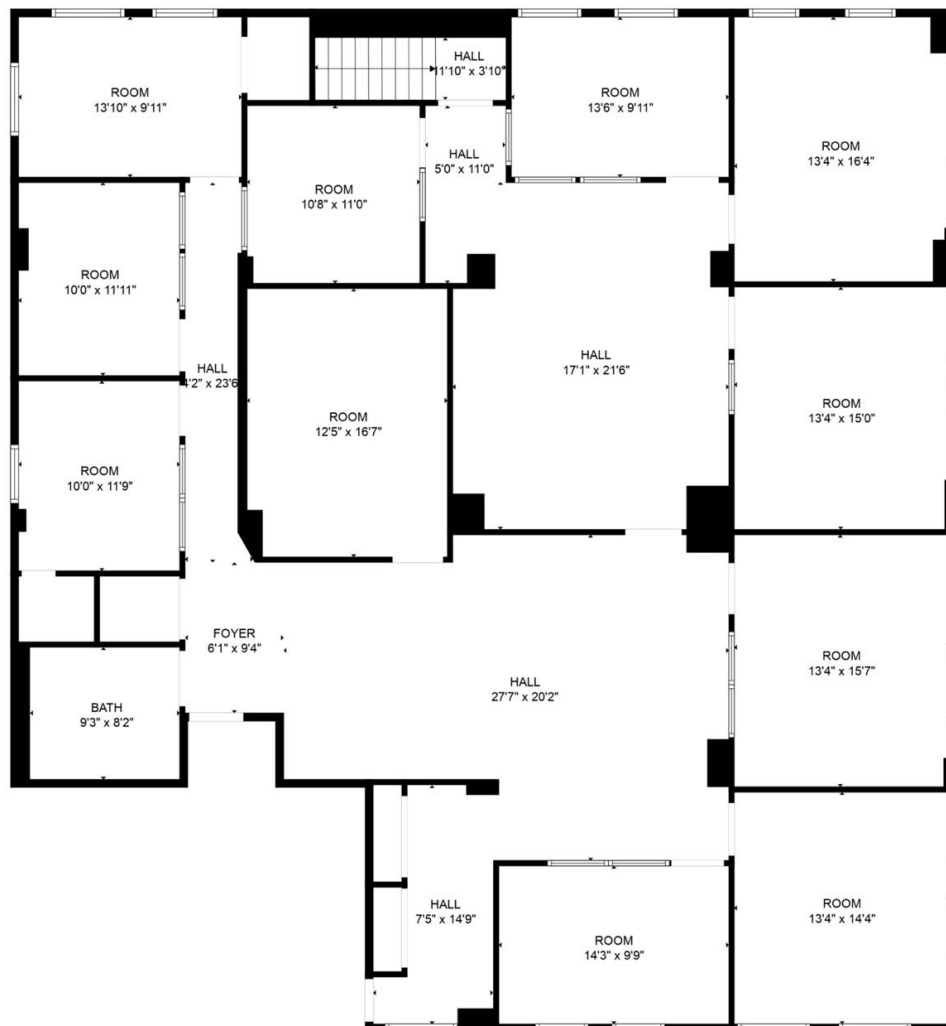 HALL
11'10" x 3'10"
ROOM
13'10" x 9'11"
ROOM
13'6" x 9'11"
ROOM
13'4" x 16'4"
HALL
5'0" x 11'0"
ROOM
10'8" x 11'0"
ROOM
10'0" x 11'11"
HALL
4'2" x 23'6
HALL
17'1" x 21'6"
ROOM
13'4" x 15'0"
ROOM
12'5" x 16'7"
ROOM
10'0" x 11'9"
FOYER
6'1" x 9'4"
ROOM
13'4" x 15'7"
HALL
27'7" x 20'2"
BATH
9'3" x 8'2"
HALL
7'5" x 14'9"
ROOM
13'4" x 14'4"
ROOM
14'3" x 9'9"